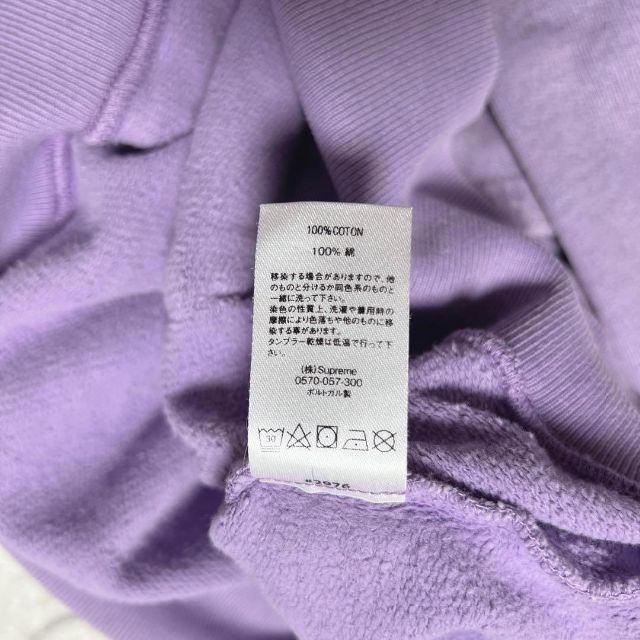 100%COTON
100% 綿
移染する場合がありますので、他
のものと分けるか同色系のものと
一緒に洗って下さい。
染色の性質上、洗濯や着用時の
摩擦により色落ちや他のものに移
染する事があります。
タンブラー乾燥は低温で行って下
さい。
(株)Supreme
0570-057-300
ポルトガル製
30